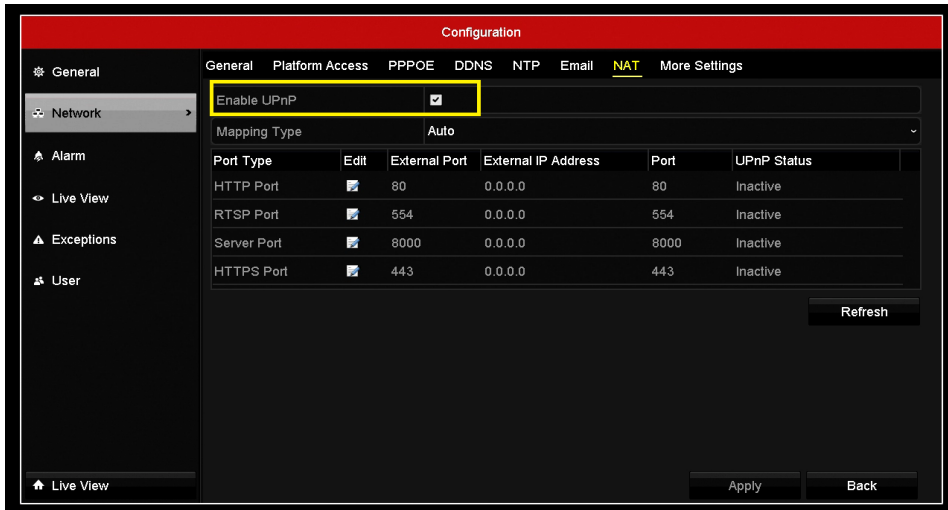 Configuration
General Platform Access PPPOE DDNS NTP Email NAT More Settings
General
Network
Alarm
Live View
Exceptions
User
Enable UPnP
Mapping Type Auto
Port Type Edit External Port External IP Address Port UPnP Status
HTTP Port 80 0.0.0.0 80 Inactive
RTSP Port 554 0.0.0.0 554 Inactive
Server Port 8000 0.0.0.0 8000 Inactive
HTTPS Port 443 0.0.0.0 443 Inactive
Refresh
Live View
Apply Back